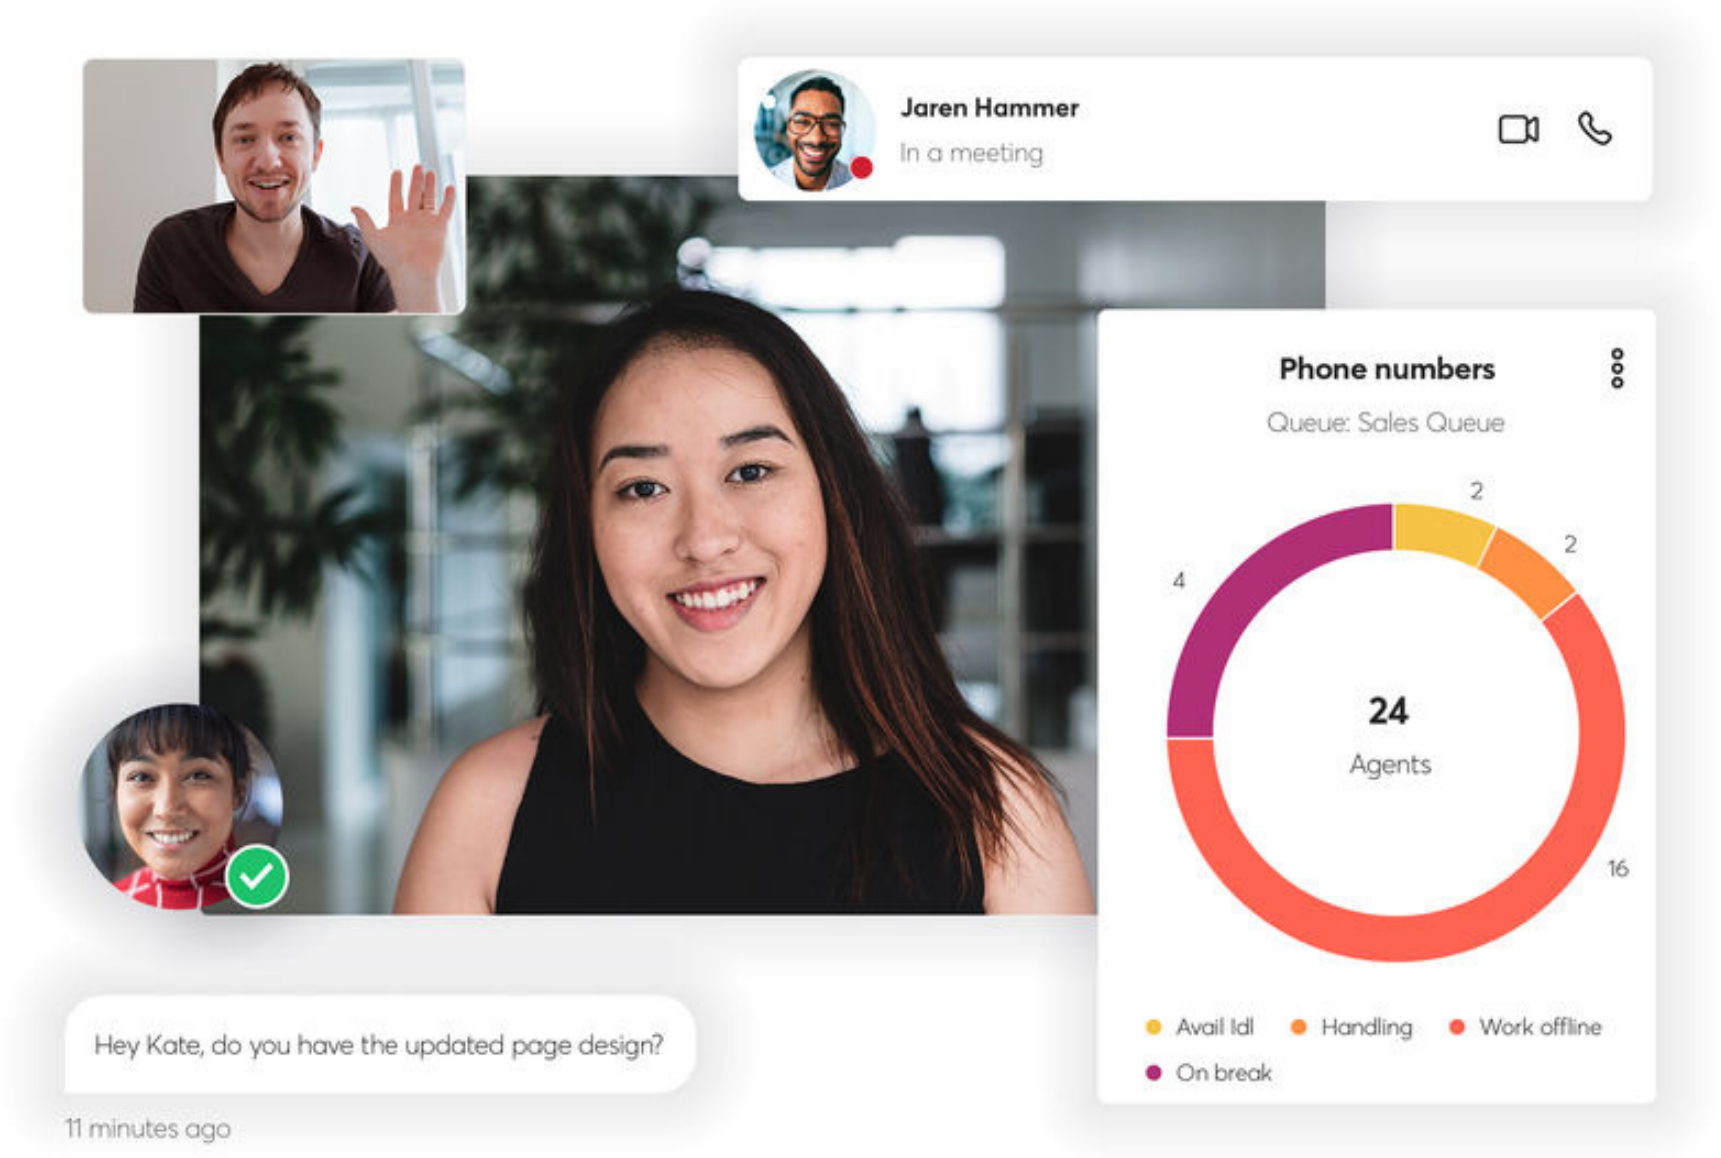 Jaren Hammer
In a meeting
Phone numbers
Queue: Sales Queue
2
2
4
24
Agents
16
Avail Idl
Handling
Work offline
On break
Hey Kate, do you have the updated page design?
11 minutes ago